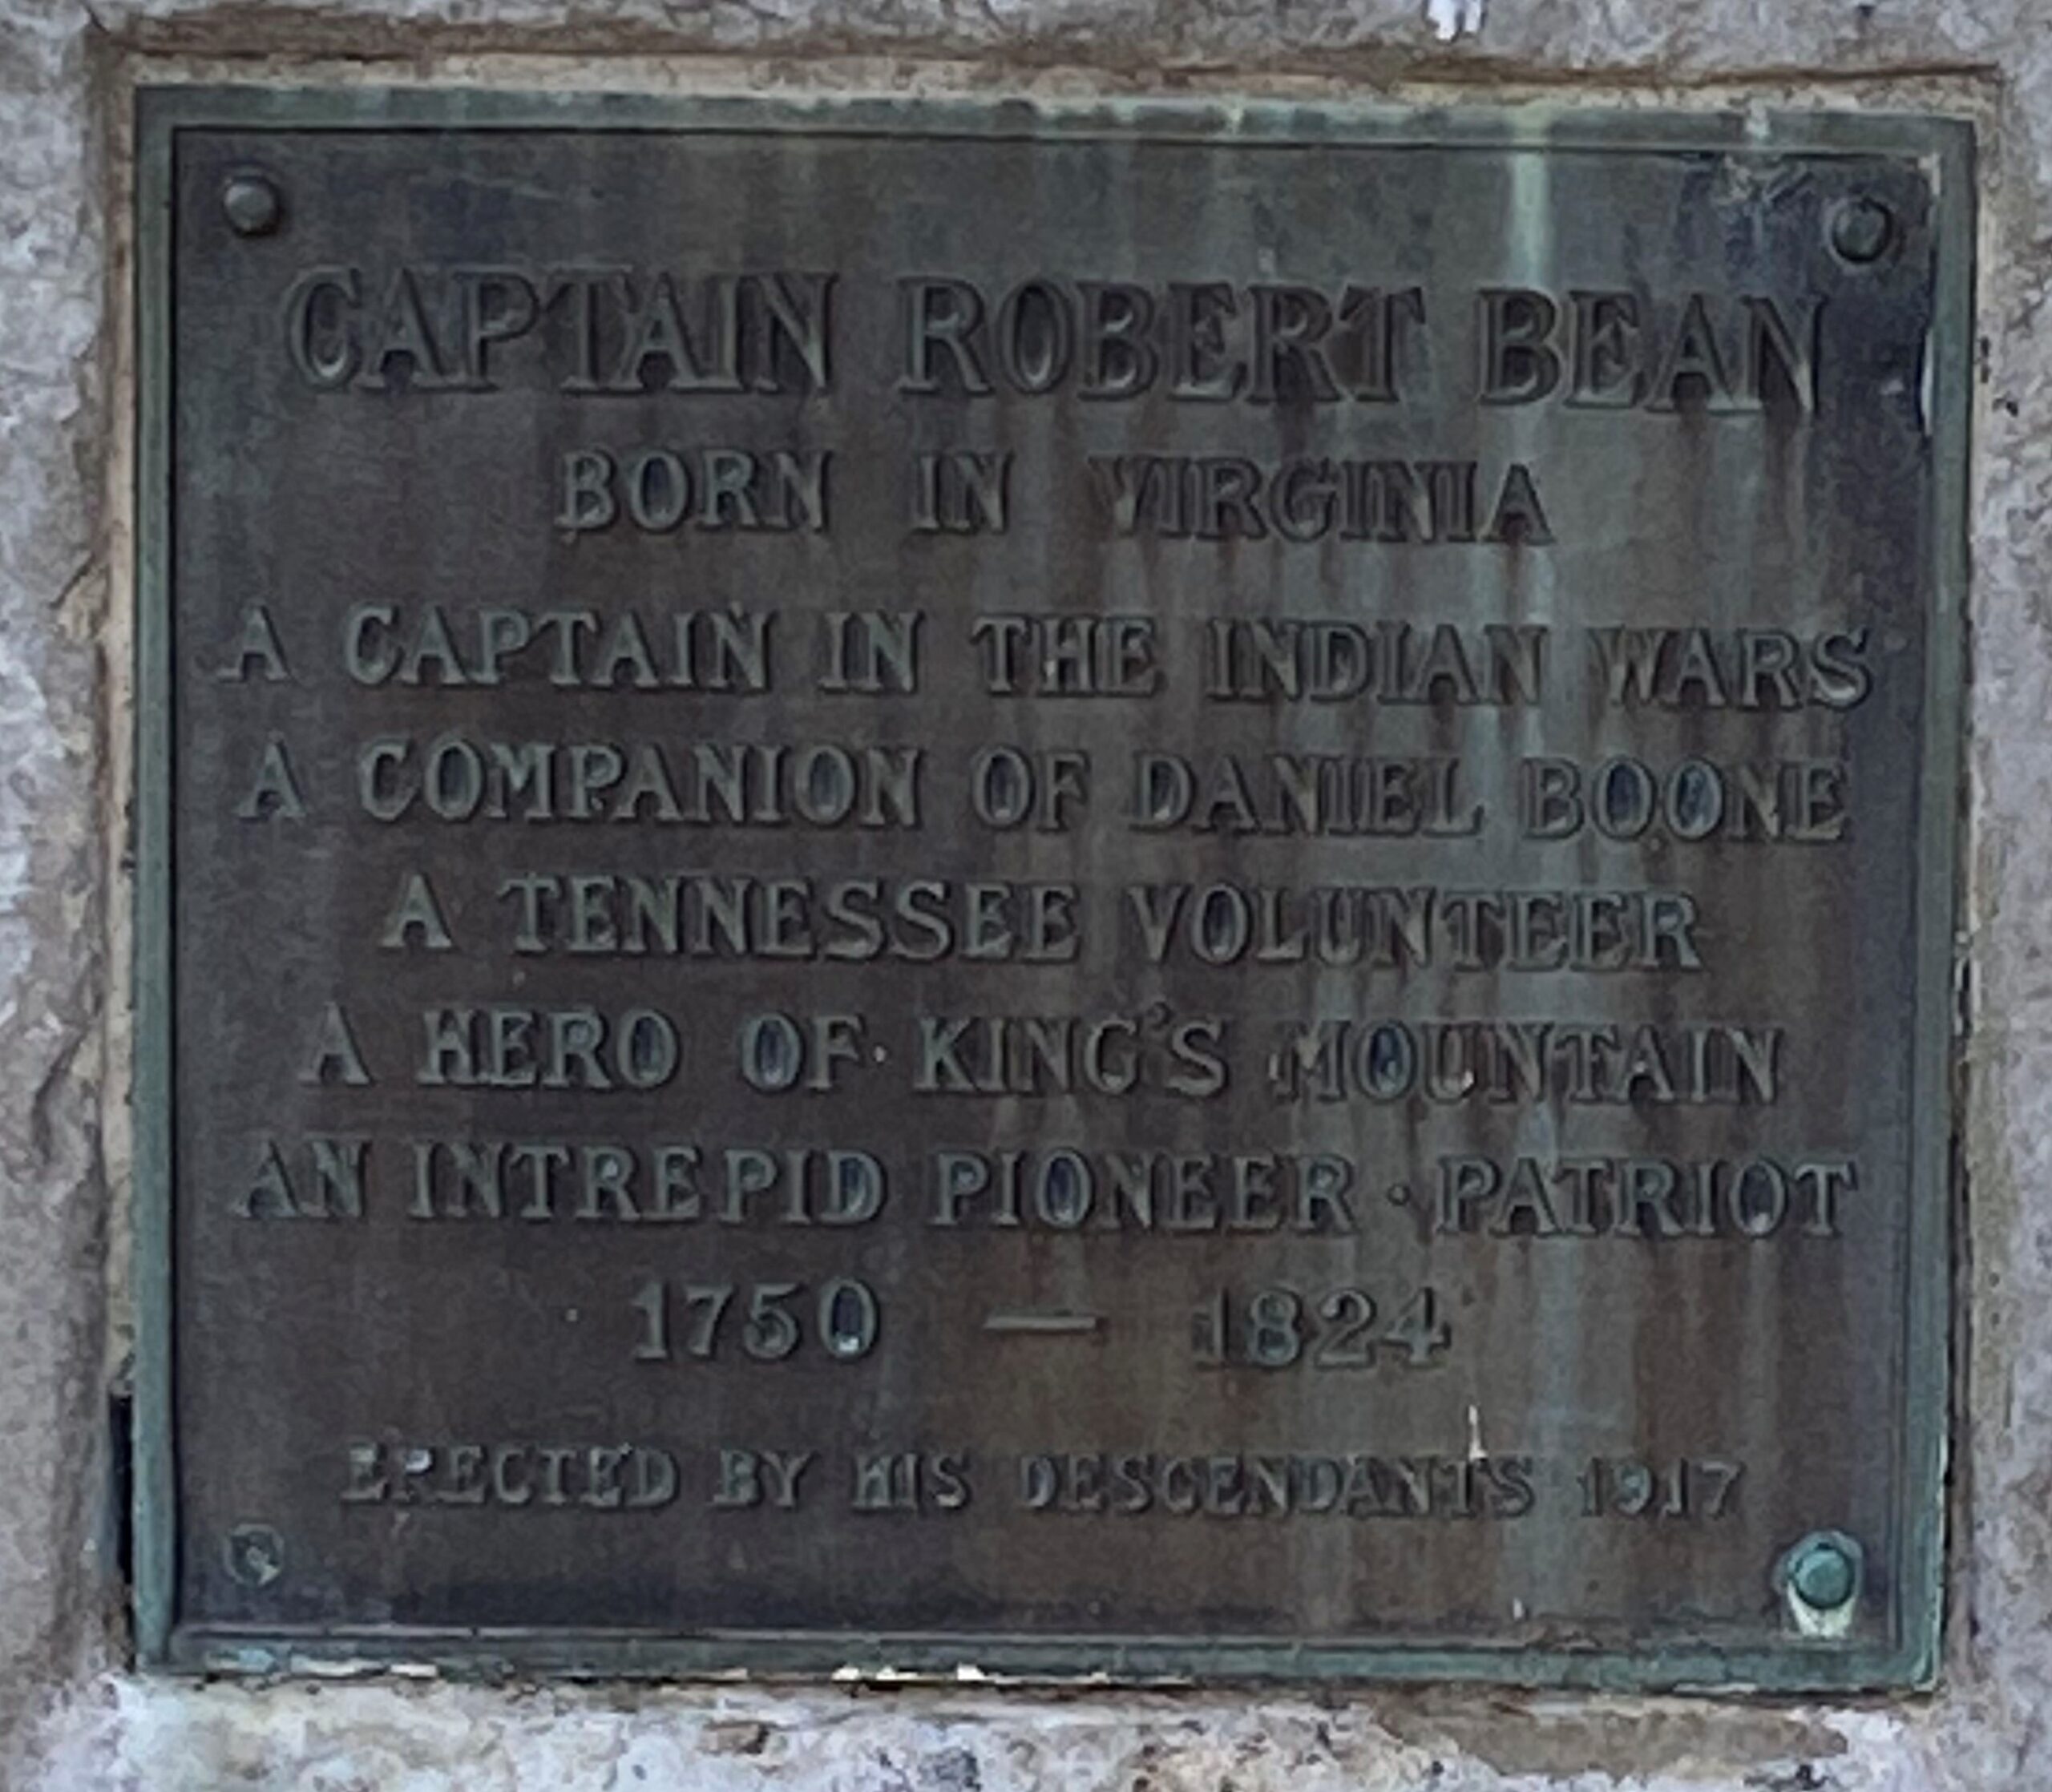 CAPTAIN ROBERT BEAN
BORN IN VIRGINIA
A CAPTAIN IN THE INDIAN WARS
A COMPANION OF DANIEL BOONE
A TENNESSEE VOLUNTEER
A HERO OF KING'S MOUNTAIN
AN INTREPID PIONEER · PATRIOT
1750 — 1824
ERECTED BY HIS DESCENDANTS 1917